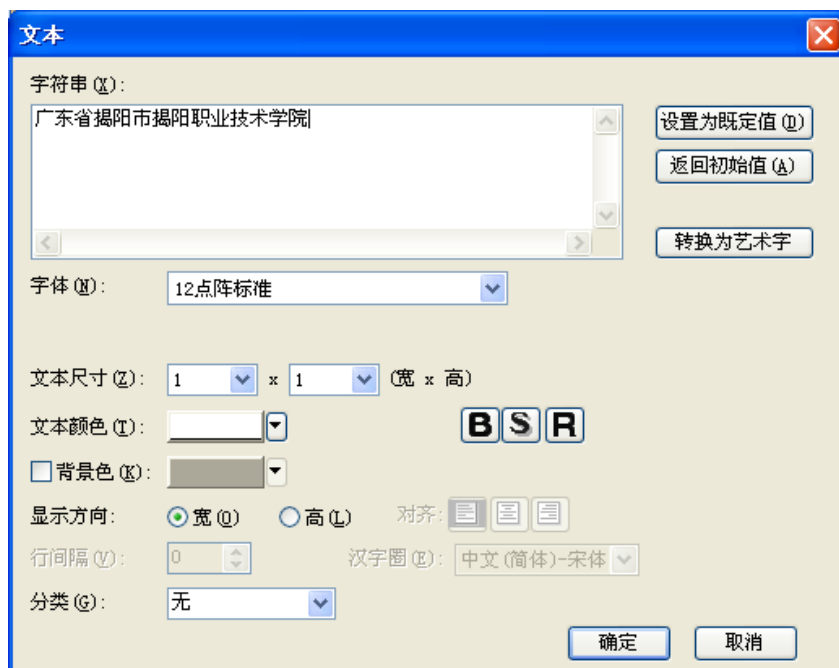 文本
字符串(X):
广东省揭阳市揭阳职业技术学院
设置为既定值(D)
返回初始值(A)
转换为艺术字
字体(N): 12点阵标准
文本尺寸(Z): 1 x 1 (宽 x 高)
文本颜色(T): B S R
背景色(K):
显示方向: 宽(O) 高(L) 对齐:
行间隔(V): 0 汉字圈(E): 中文(简体)-宋体
分类(G): 无
确定 取消